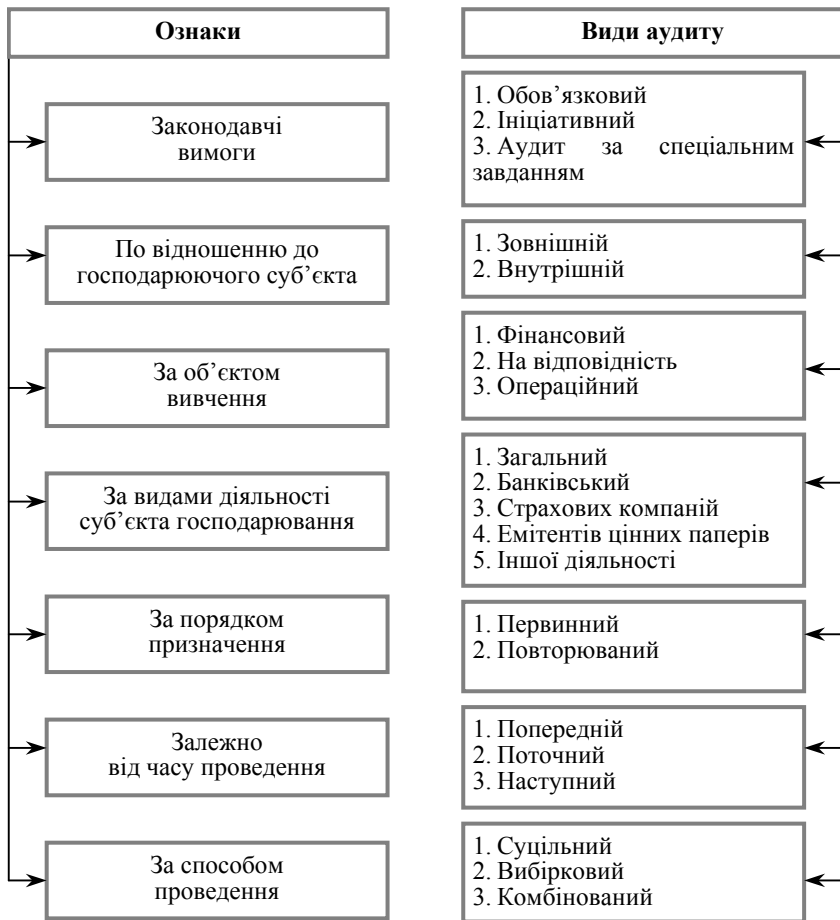 Ознаки
Види аудиту
Законодавчі
вимоги
1. Обов’язковий
2. Ініціативний
3. Аудит за спеціальним
завданням
По відношенню до
господарюючого суб’єкта
1. Зовнішній
2. Внутрішній
За об’єктом
вивчення
1. Фінансовий
2. На відповідність
3. Операційний
За видами діяльності
суб’єкта господарювання
1. Загальний
2. Банківський
3. Страхових компаній
4. Емітентів цінних паперів
5. Іншої діяльності
За порядком
призначення
1. Первинний
2. Повторюваний
Залежно
від часу проведення
1. Попередній
2. Поточний
3. Наступний
За способом
проведення
1. Суцільний
2. Вибірковий
3. Комбінований